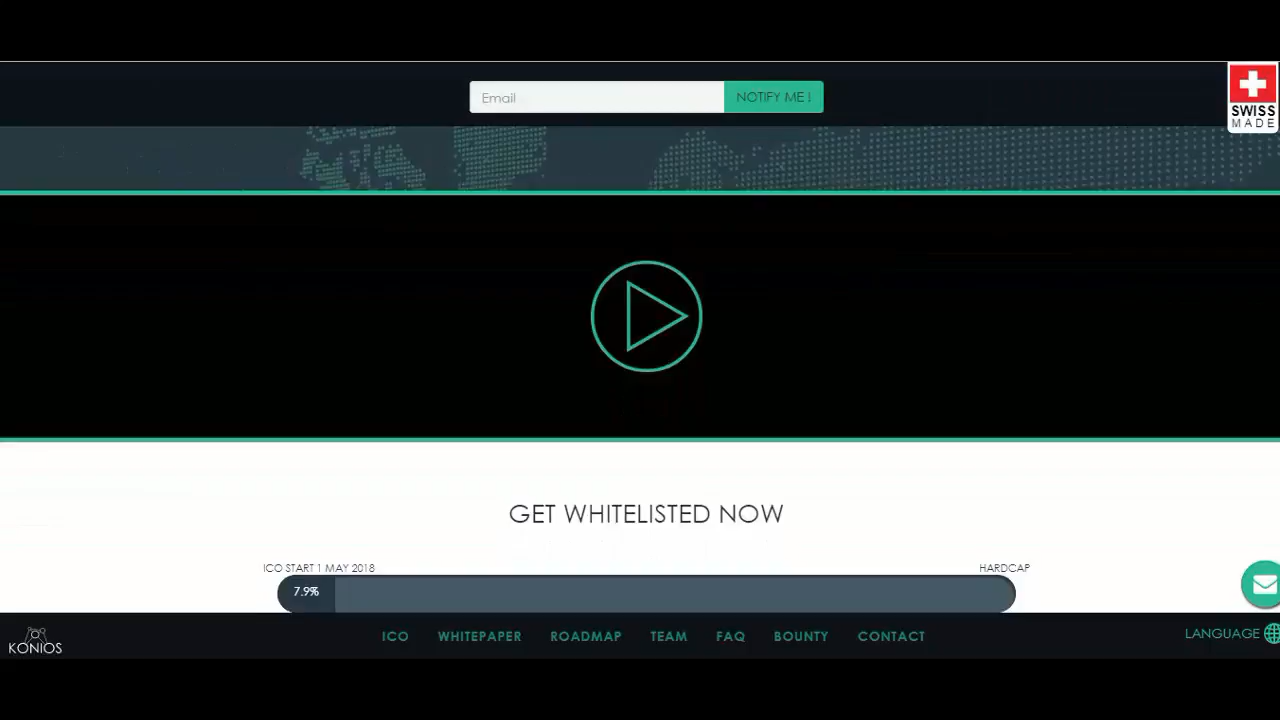 Email
NOTIFY ME !
SWISS
MADE
GET WHITELISTED NOW
ICO START 1 MAY 2018
HARDCAP
7.9%
KONIOS
ICO
WHITEPAPER
ROADMAP
TEAM
FAQ
BOUNTY
CONTACT
LANGUAGE